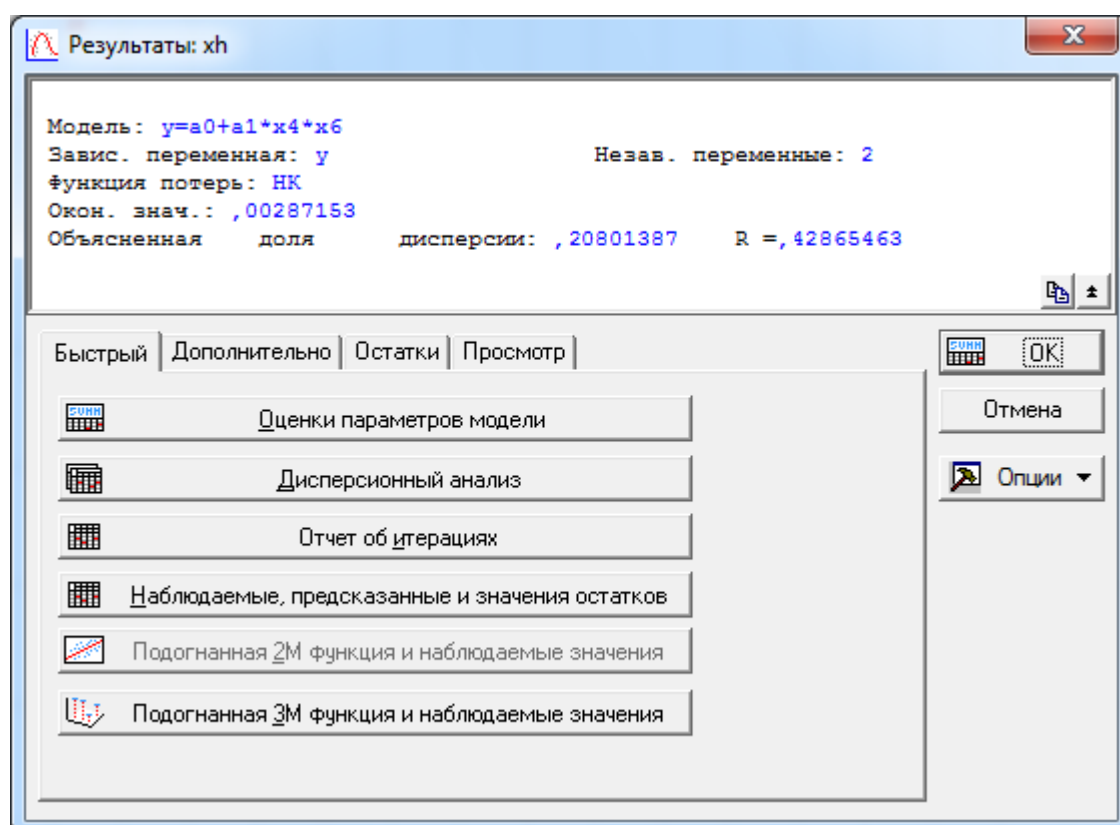 Результаты: xh
Модель: y=a0+a1*x4*x6
Завис. переменная: y Незав. переменные: 2
Функция потерь: НК
Окон. знач.: ,00287153
Объясненная доля дисперсии: ,20801387 R =,42865463
Быстрый Дополнительно Остатки Просмотр
SUMM OK
SUMM Оценки параметров модели
Отмена
Дисперсионный анализ
Опции
Отчет об итерациях
Наблюдаемые, предсказанные и значения остатков
Подогнанная 2М функция и наблюдаемые значения
Подогнанная 3М функция и наблюдаемые значения